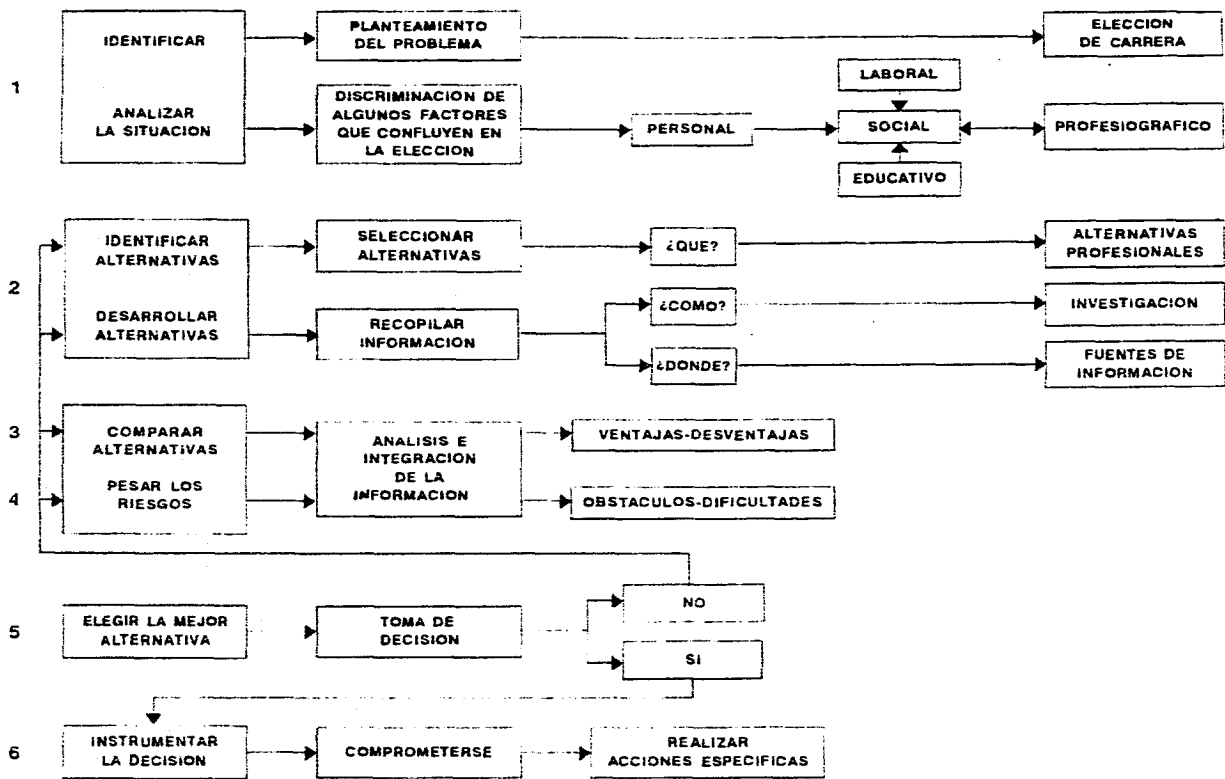 1
IDENTIFICAR
ANALIZAR
LA SITUACION
PLANTEAMIENTO
DEL PROBLEMA
DISCRIMINACION DE
ALGUNOS FACTORES
QUE CONFLUYEN EN
LA ELECCION
PERSONAL
LABORAL
SOCIAL
EDUCATIVO
ELECCION
DE CARRERA
PROFESIOGRAFICO
2
IDENTIFICAR
ALTERNATIVAS
DESARROLLAR
ALTERNATIVAS
SELECCIONAR
ALTERNATIVAS
RECOPILAR
INFORMACION
¿QUE?
¿COMO?
¿DONDE?
ALTERNATIVAS
PROFESIONALES
INVESTIGACION
FUENTES DE
INFORMACION
3
COMPARAR
ALTERNATIVAS
4
PESAR LOS
RIESGOS
ANALISIS E
INTEGRACION
DE LA
INFORMACION
VENTAJAS-DESVENTAJAS
OBSTACULOS-DIFICULTADES
5
ELEGIR LA MEJOR
ALTERNATIVA
TOMA DE
DECISION
NO
SI
6
INSTRUMENTAR
LA DECISION
COMPROMETERSE
REALIZAR
ACCIONES ESPECIFICAS